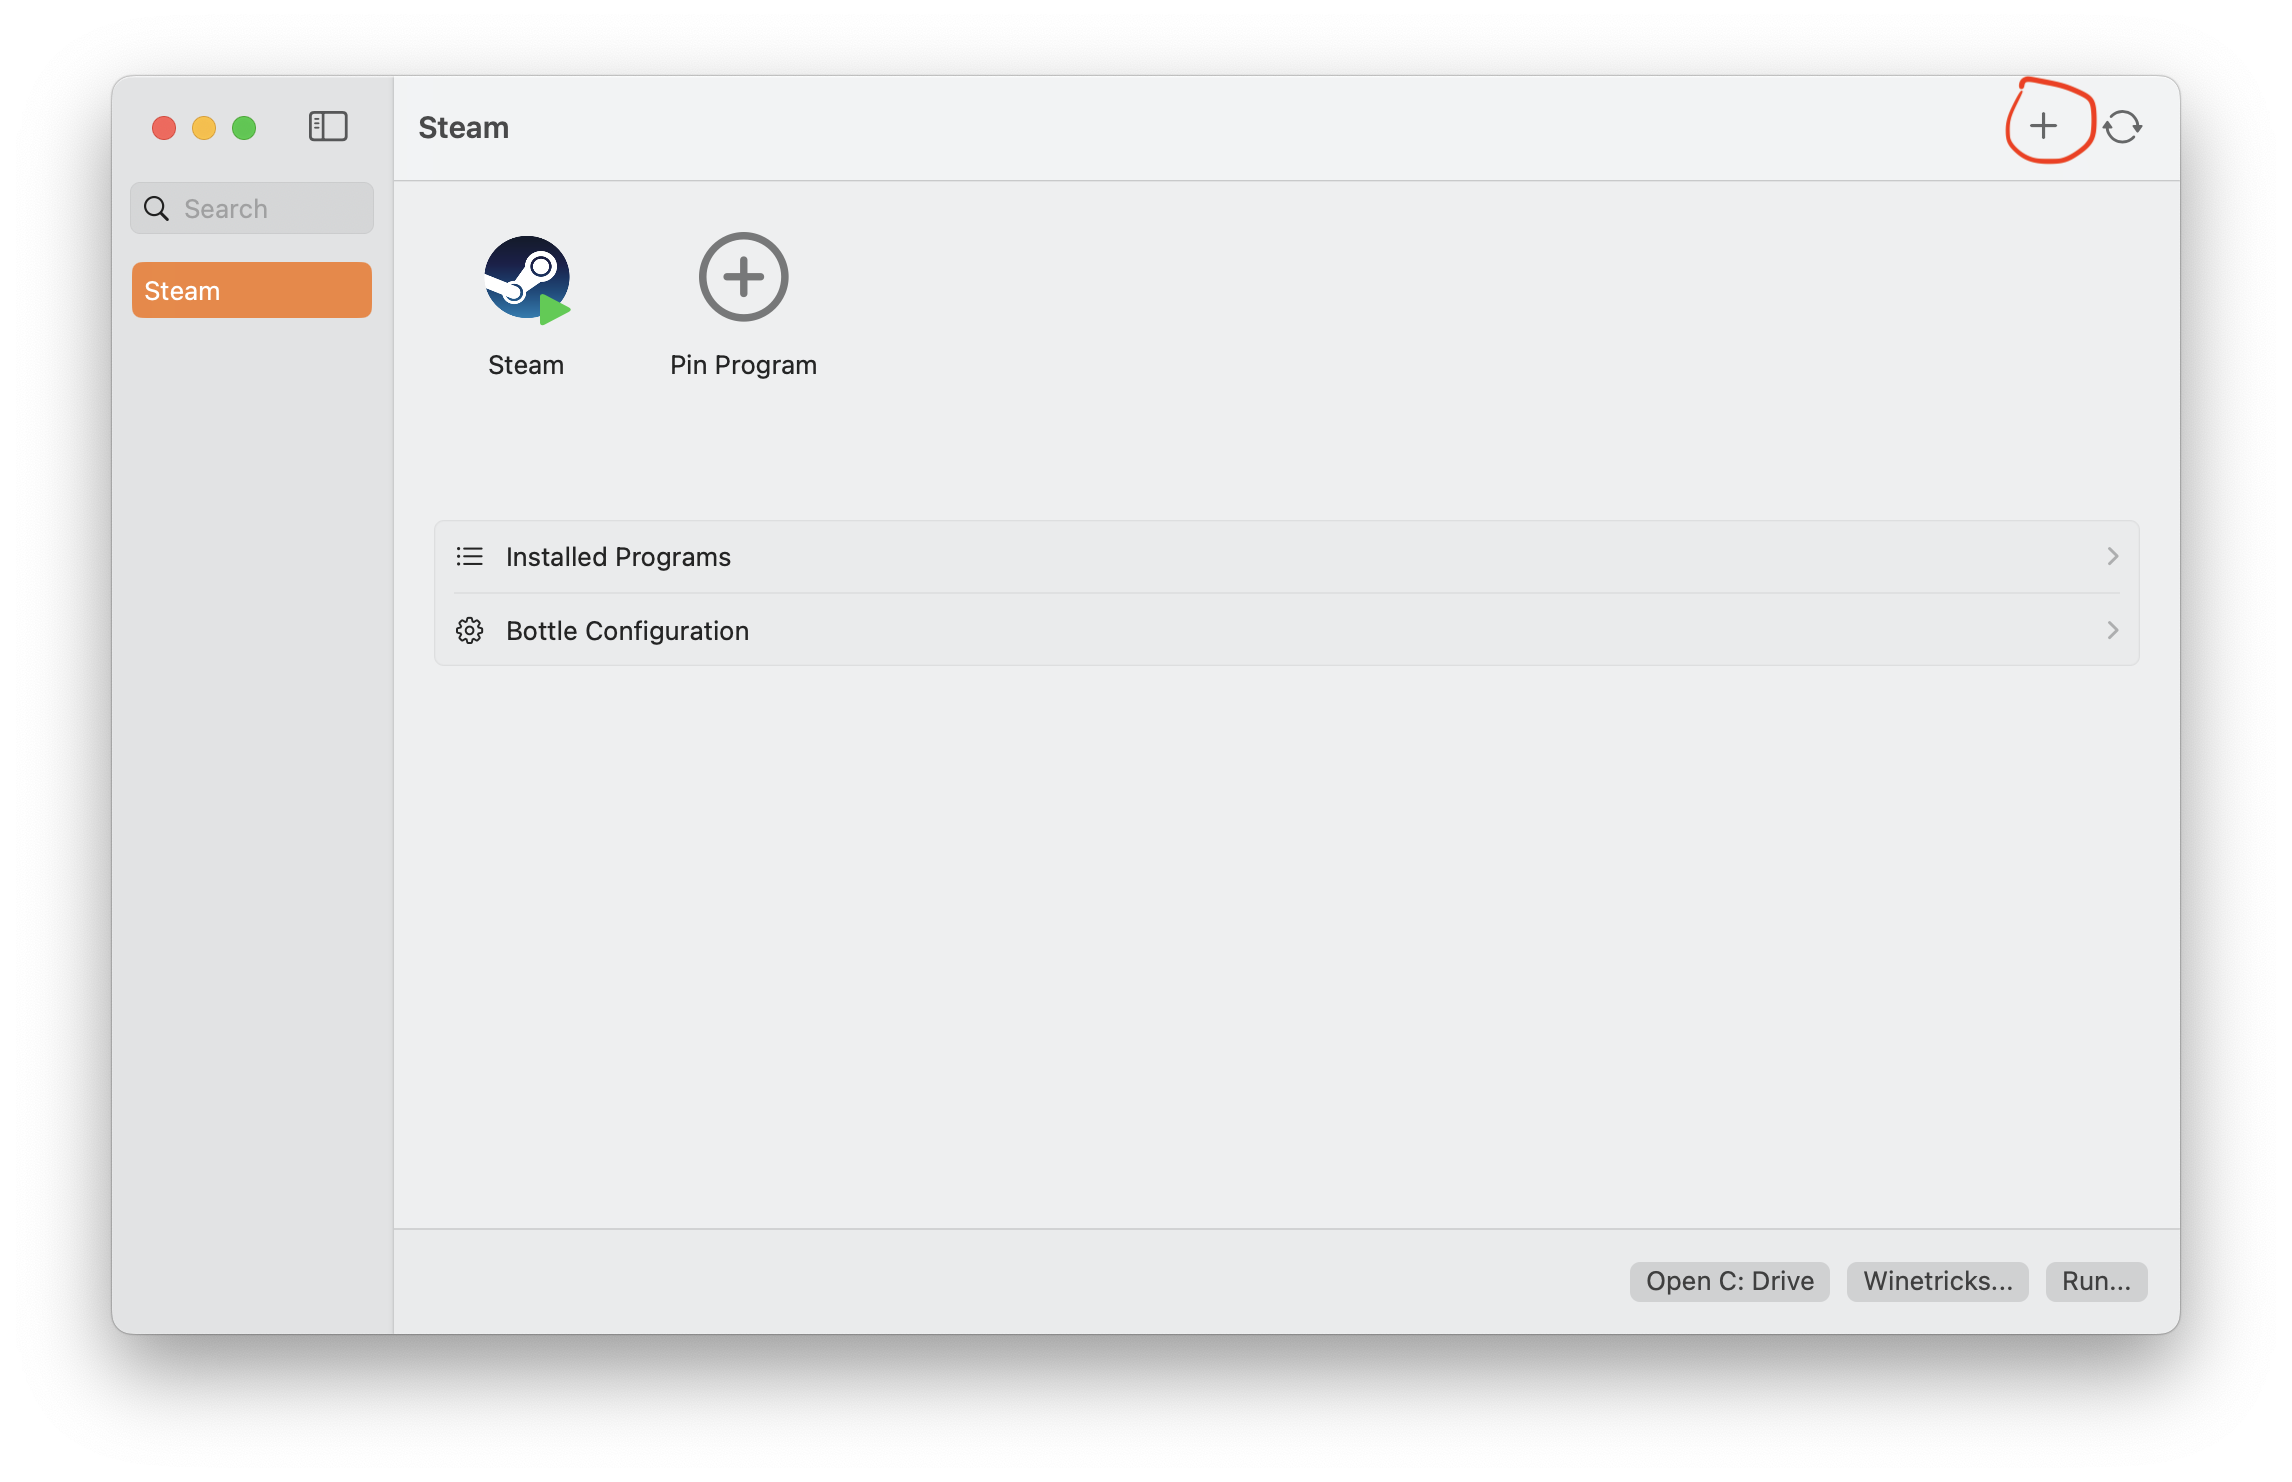 Steam
Search
Steam
Steam
Pin Program
Installed Programs
Bottle Configuration
Open C: Drive
Winetricks...
Run...